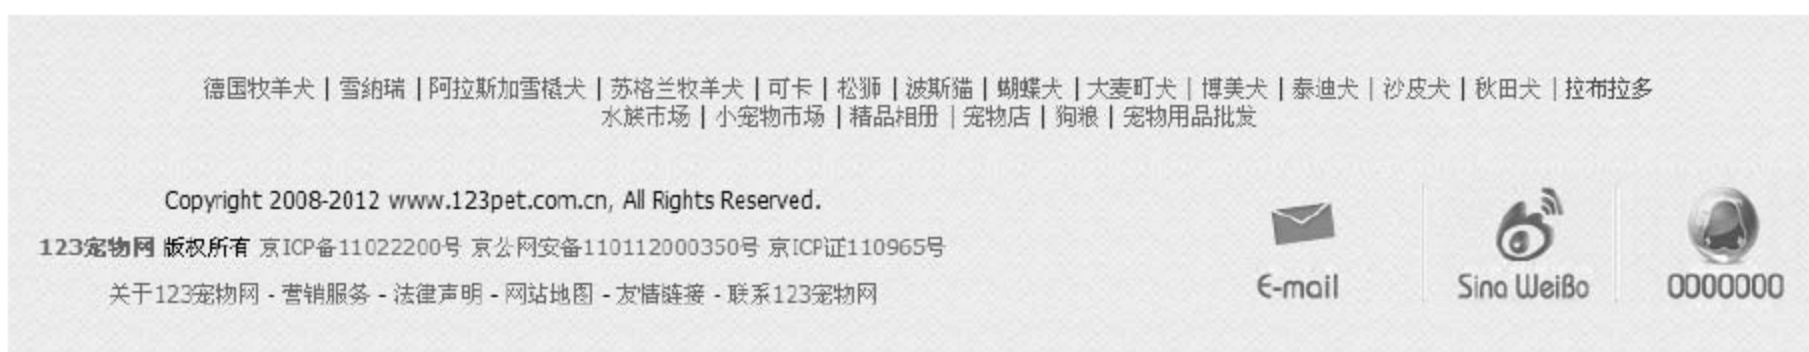 德国牧羊犬 | 雪纳瑞 | 阿拉斯加雪橇犬 | 苏格兰牧羊犬 | 可卡 | 松狮 | 波斯猫 | 蝴蝶犬 | 大麦町犬 | 博美犬 | 泰迪犬 | 沙皮犬 | 秋田犬 | 拉布拉多
水族市场 | 小宠物市场 | 精品相册 | 宠物店 | 狗粮 | 宠物用品批发
Copyright 2008-2012 www.123pet.com.cn, All Rights Reserved.
123宠物网 版权所有 京ICP备11022200号 京公网安备110112000350号 京ICP证110965号
关于123宠物网 - 营销服务 - 法律声明 - 网站地图 - 友情链接 - 联系123宠物网
E-mail
Sina WeiBo
0000000